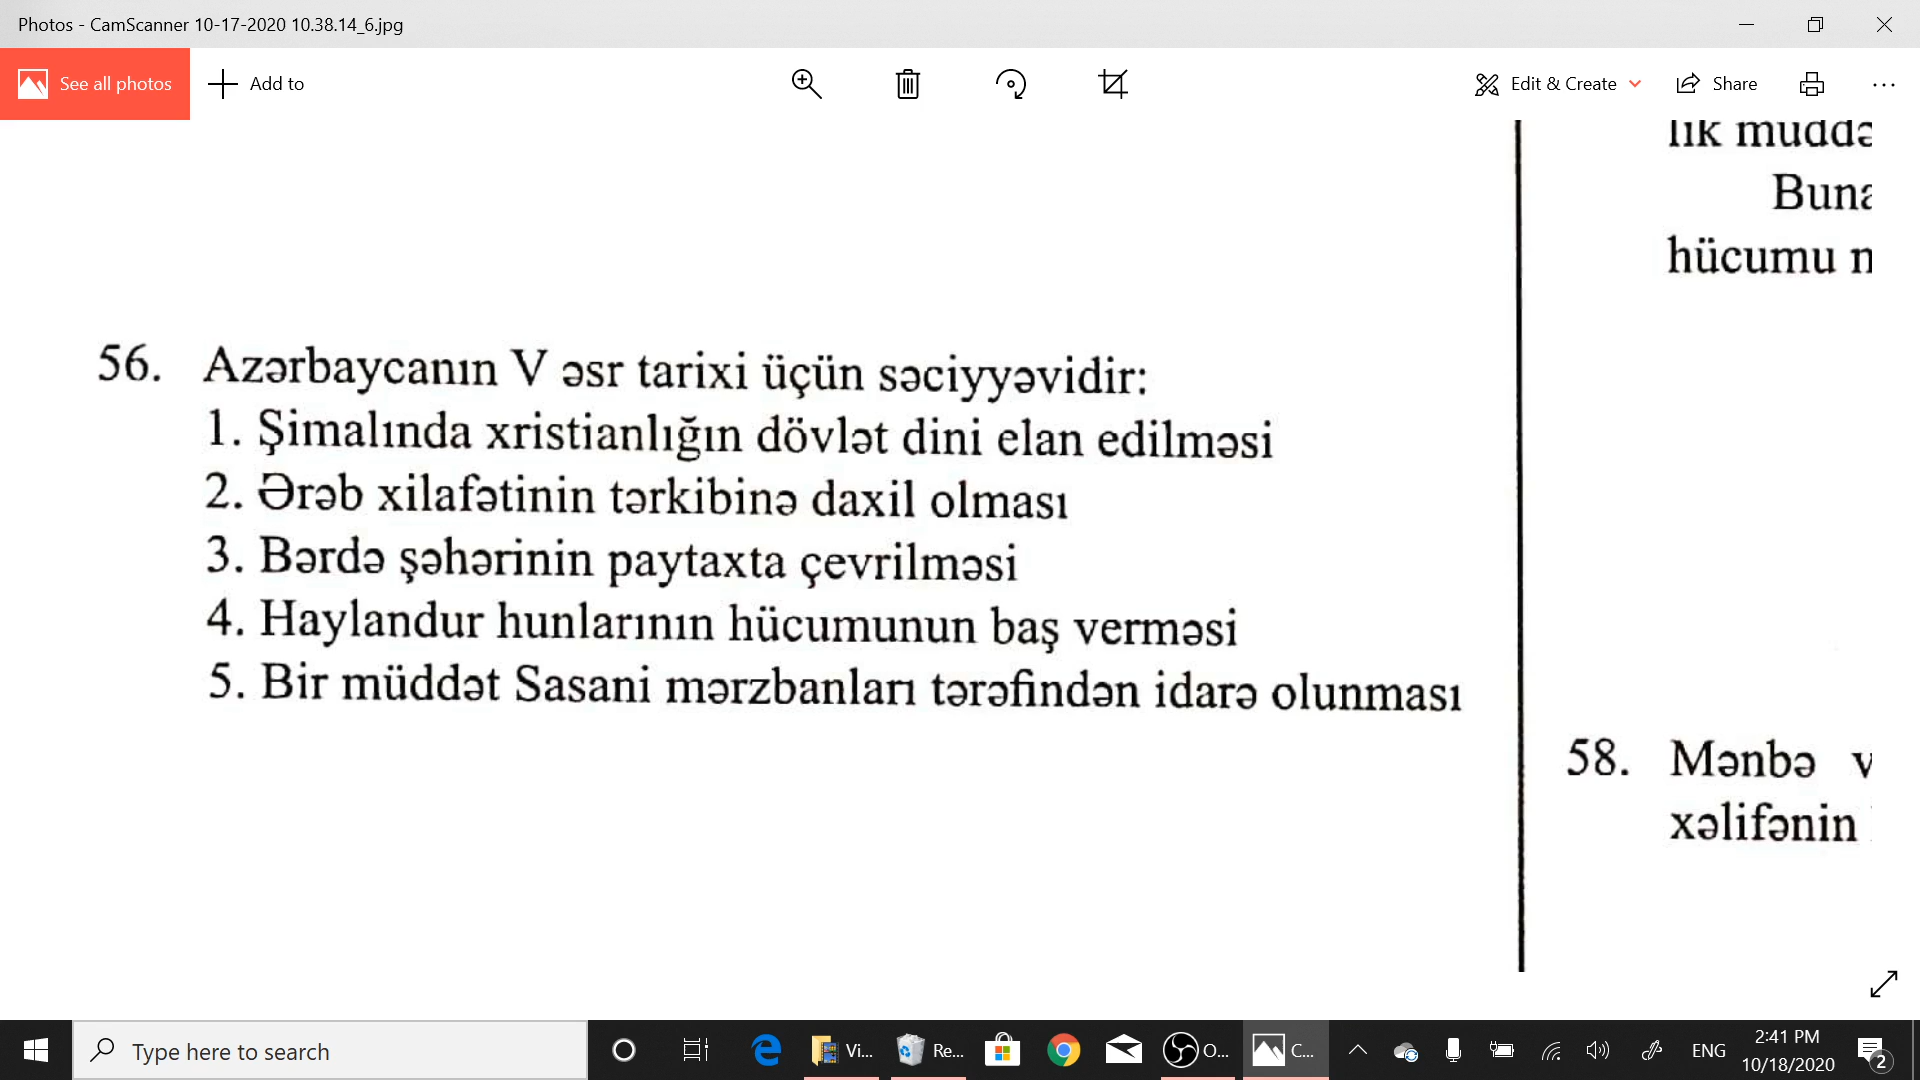 Photos - CamScanner 10-17-2020 10.38.14_6.jpg
See all photos
Add to
Edit & Create
Share
56. Azərbaycanın V əsr tarixi üçün səciyyəvidir:
1. Şimalında xristianlığın dövlət dini elan edilməsi
2. Ərəb xilafətinin tərkibinə daxil olması
3. Bərdə şəhərinin paytaxta çevrilməsi
4. Haylandur hunlarının hücumunun baş verməsi
5. Bir müddət Sasani mərzbanları tərəfindən idarə olunması
hücumu
58. Mənbə v
xəlifənin
Type here to search
Vi...
Re...
O...
C...
ENG
2:41 PM
10/18/2020
2